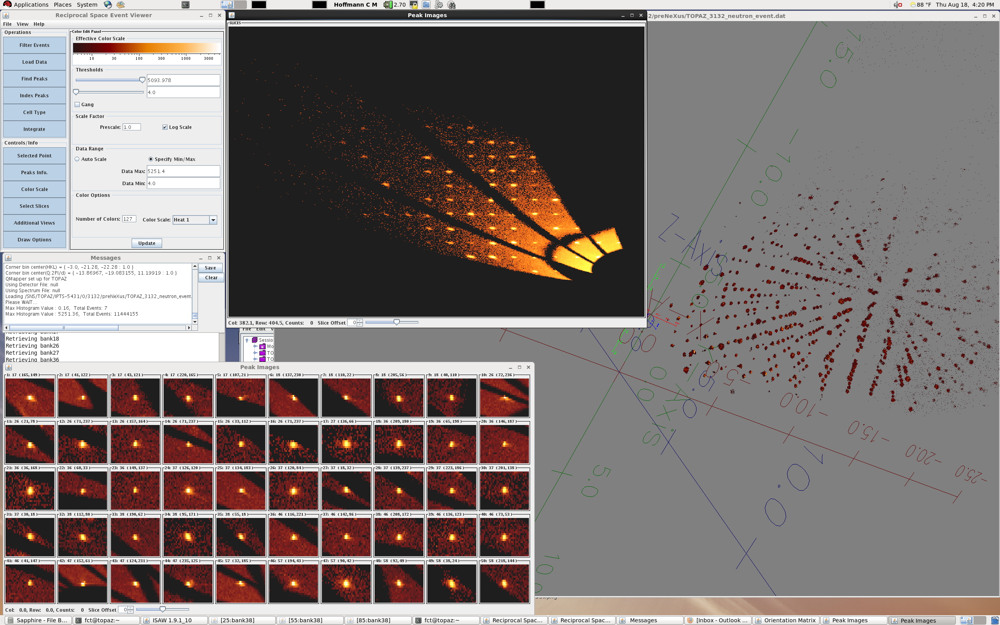 Applications Places System
Hoffmann C M
2.70
88 °F Thu Aug 18, 4:20 PM
Reciprocal Space Event Viewer
File View Help
Operations
Filter Events
Load Data
Find Peaks
Index Peaks
Cell Type
Integrate
Controls/Info
Selected Point
Peaks Info.
Color Scale
Select Slices
Additional Views
Draw Options
Color Edit Panel
Effective Color Scale
10 30 100 300 1000 3000
Thresholds
5093.978
4.0
Gang
Scale Factor
Prescale: 1.0 Log Scale
Data Range
Auto Scale Specify Min/Max
Data Max: 5251.4
Data Min: 4.0
Color Options
Number of Colors: 127 Color Scale: Heat 1
Update
Peak Images
SLICES
Col: 382.1, Row: 404.5, Counts: 0 Slice Offset 0
2/preNeXus/TOPAZ_3132_neutron_event.dat
Messages
Corner bin center(HKL) = { -3.0, -21.28, -22.28 : 1.0 }
Corner bin center(Q:2PI/d) = { -13.86967, -19.083155, 11.19919 : 1.0 }
QMapper set up for TOPAZ
Using Detector File: null
Using Spectrum File: null
Loading /SNS/TOPAZ/IPTS-5431/0/3132/preNeXus/TOPAZ_3132_neutron_event.
Please WAIT...
Max Histogram Value : 0.16, Total Events: 7
Max Histogram Value : 5251.36, Total Events: 11444155
Save
Clear
Retrieving bank17
Retrieving bank18
Retrieving bank26
Retrieving bank27
Retrieving bank36
File Edit V
Sessio
Mo
TO
TO
Peak Images
1: 17 (165,149) 2: 17 (41,122) 3: 17 (43,121) 4: 17 (220,165) 5: 17 (107,21) 6: 18 (137,230) 7: 18 (110,22) 8: 18 (205,56) 9: 18 (40,110) 10: 26 (72,236)
11: 26 (21,78) 12: 26 (71,237) 13: 26 (157,164) 14: 26 (71,237) 15: 26 (33,112) 16: 26 (71,237) 17: 27 (136,66) 18: 36 (209,180) 19: 36 (65,198) 20: 36 (146,187)
21: 36 (36,168) 22: 36 (60,33) 23: 36 (149,137) 24: 37 (126,120) 25: 37 (134,183) 26: 37 (120,84) 27: 37 (18,32) 28: 37 (139,237) 29: 37 (223,186) 30: 37 (201,138)
31: 37 (30,18) 32: 38 (112,80) 33: 38 (190,62) 34: 38 (95,171) 35: 38 (55,18) 36: 46 (116,221) 37: 46 (142,86) 38: 46 (208,172) 39: 46 (136,123) 40: 46 (73,53)
41: 46 (41,147) 42: 47 (152,61) 43: 47 (124,231) 44: 47 (235,125) 45: 57 (32,185) 46: 57 (194,43) 47: 57 (90,42) 48: 58 (92,49) 49: 58 (38,24) 50: 58 (218,144)
Col: 0.0, Row: 0.0, Counts: 0 Slice Offset 0
Z-AXis
-10.0
-15.0
-20.0
-25.0
5.0
Sapphire - File B...
fct@topaz:~
ISAW 1.9.1_10
[25:bank38]
[55:bank38]
[85:bank38]
fct@topaz:~
Reciprocal Spac...
Reciprocal Spac...
Messages
[Inbox - Outlook ...
Orientation Matrix
Peak Images
Peak Images